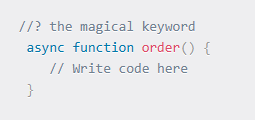 //? the magical keyword
async function order() {
// Write code here
}